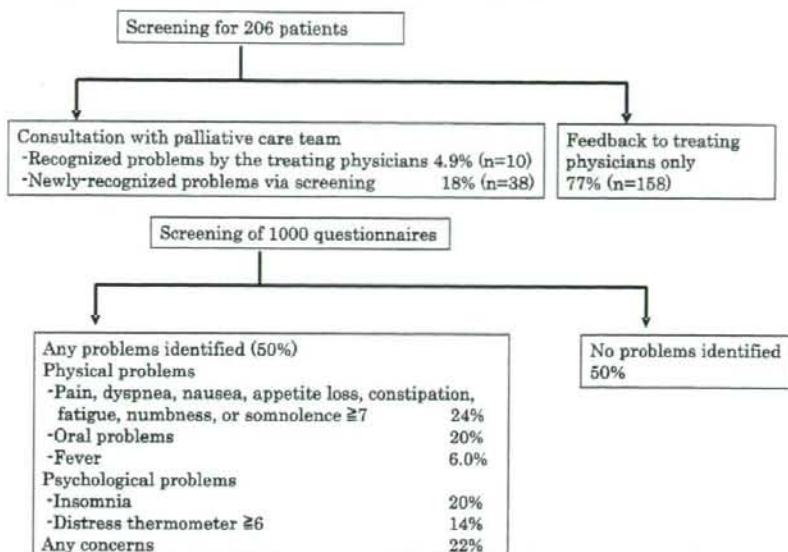 Screening for 206 patients
Consultation with palliative care team
-Recognized problems by the treating physicians 4.9% (n=10)
-Newly-recognized problems via screening 18% (n=38)
Feedback to treating
physicians only
77% (n=158)
Screening of 1000 questionnaires
Any problems identified (50%)
Physical problems
-Pain, dyspnea, nausea, appetite loss, constipation,
fatigue, numbness, or somnolence ≧7 24%
-Oral problems 20%
-Fever 6.0%
Psychological problems
-Insomnia 20%
-Distress thermometer ≧6 14%
Any concerns 22%
No problems identified
50%